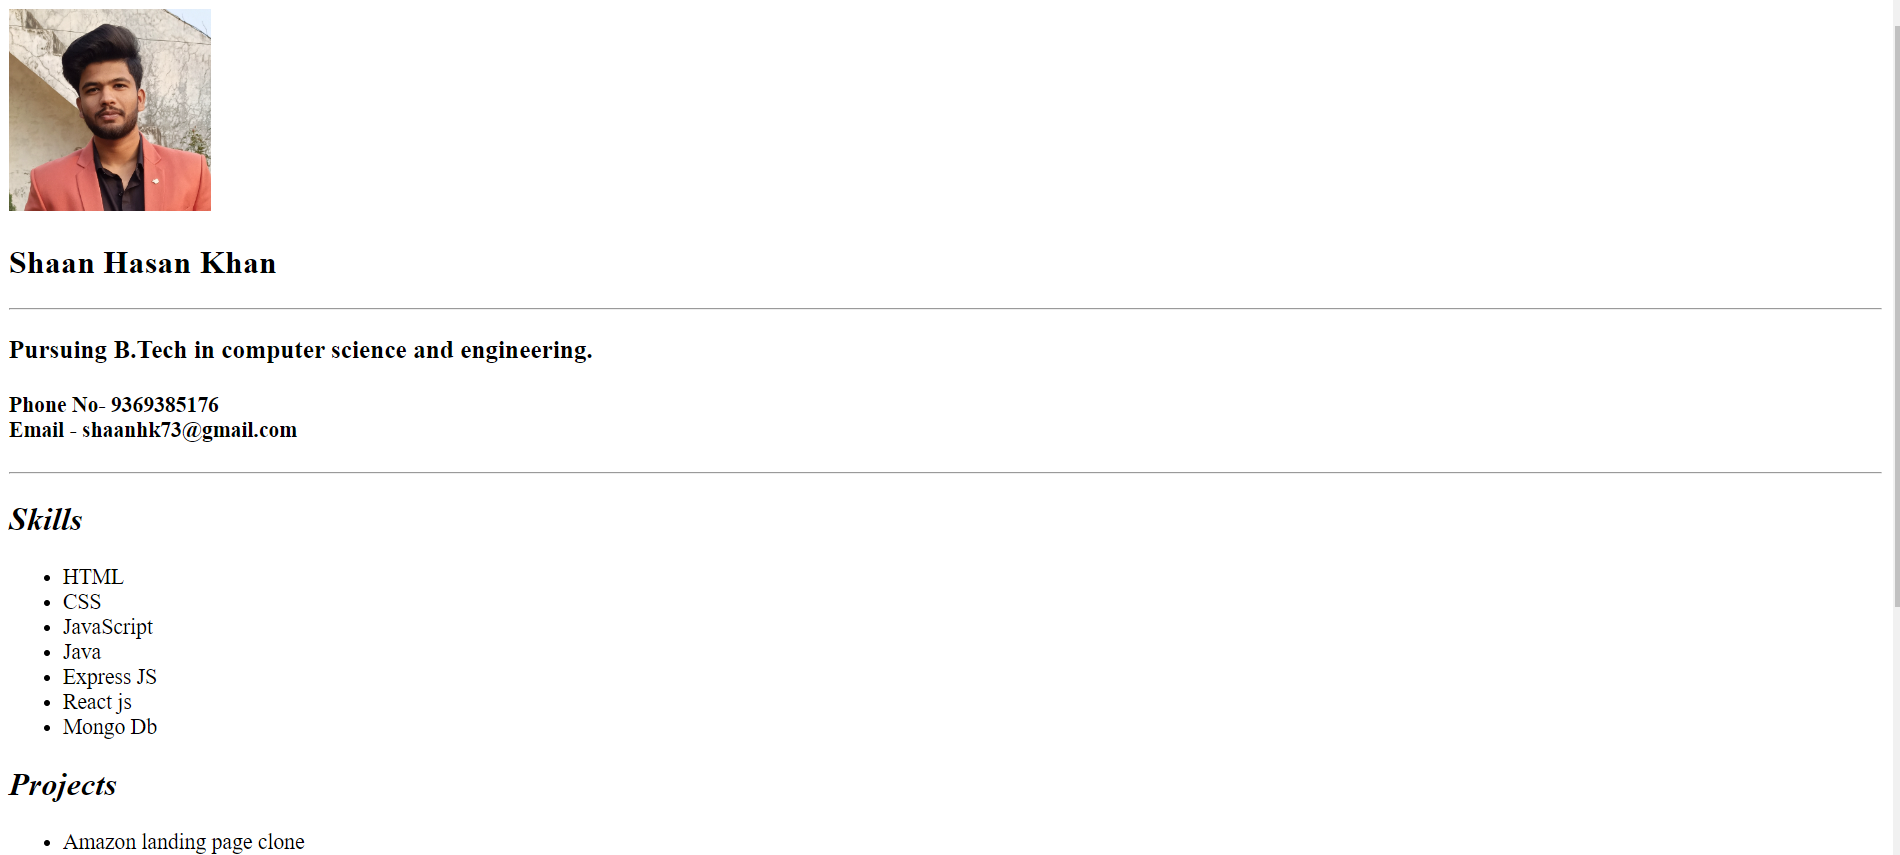 Shaan Hasan Khan
Pursuing B.Tech in computer science and engineering.
Phone No- 9369385176
Email - shaanhk73@gmail.com
Skills
HTML
CSS
JavaScript
Java
Express JS
React js
Mongo Db
Projects
Amazon landing page clone